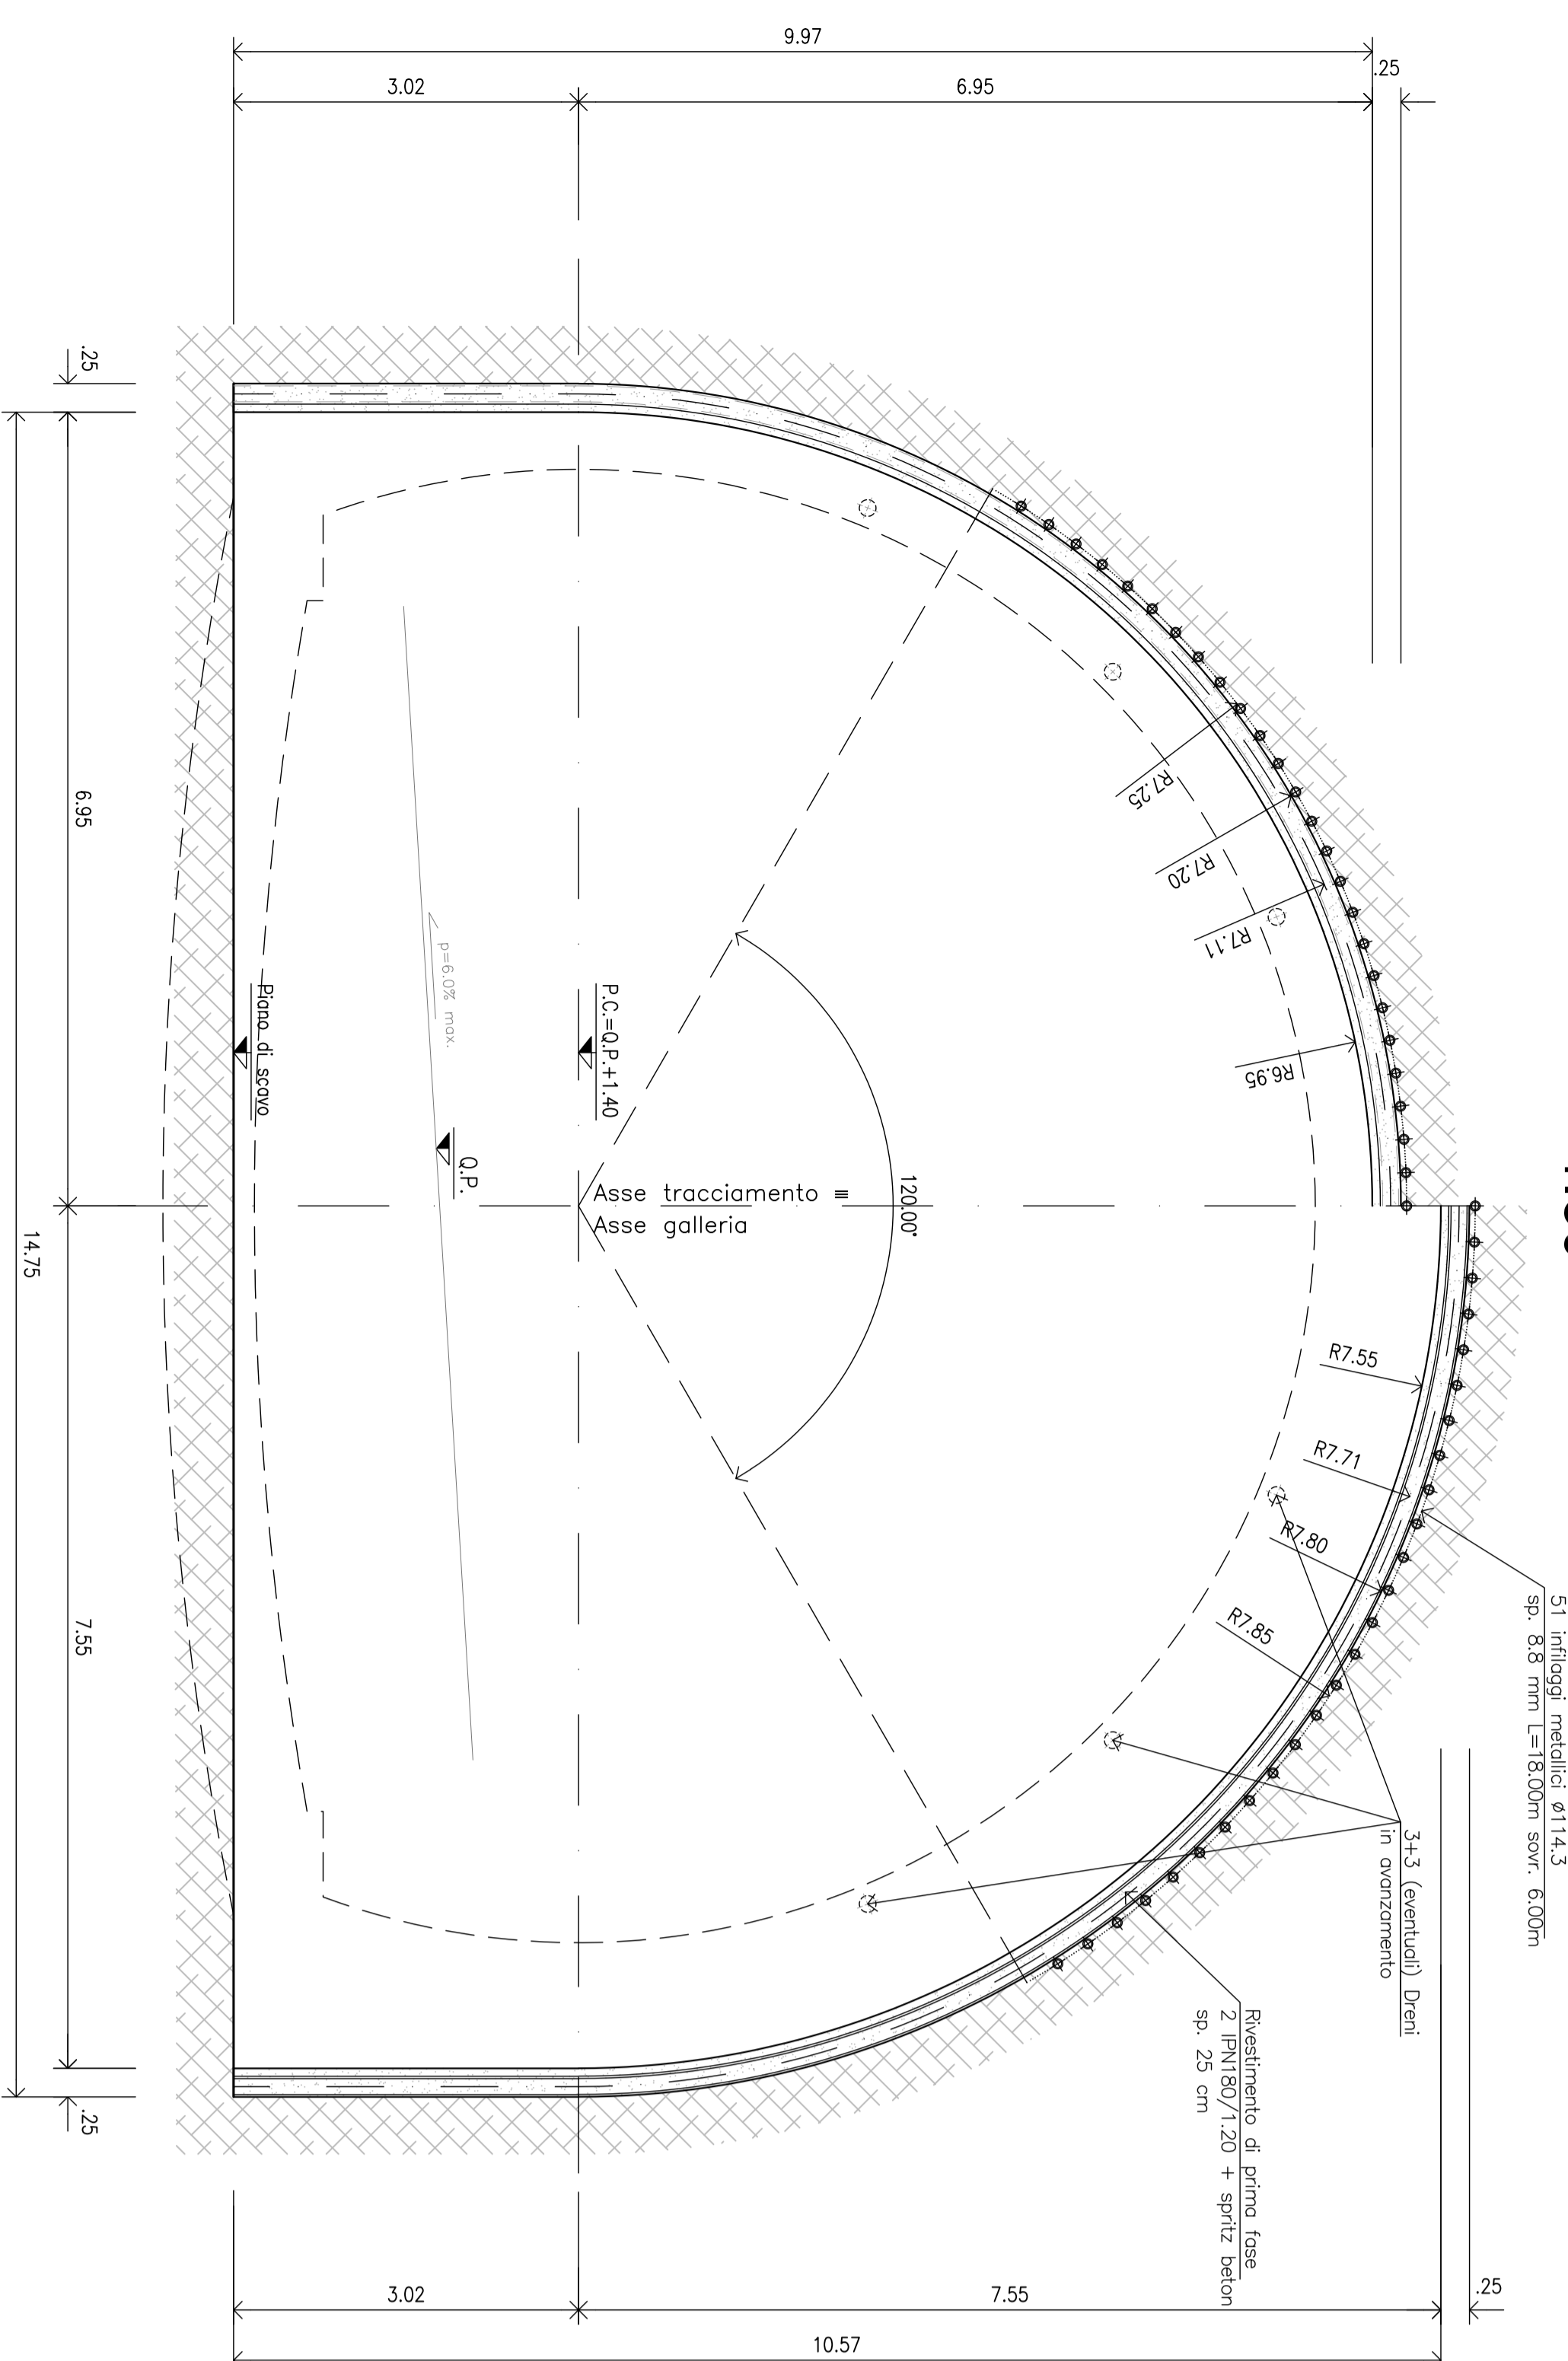 9.97
.25
3.02
6.95
.25
6.95
14.75
7.55
.25
R7.25
R7.20
R7.11
R6.95
p=6.0% max.
Piano di scavo
P.C.=Q.P.+1.40
Q.P.
Asse tracciamento ≡
Asse galleria
120.00°
R7.55
R7.71
R7.80
R7.85
51 infilaggi metallici ø114.3
sp. 8.8 mm L=18.00m sovr. 6.00m
3+3 (eventuali) Dreni
in avanzamento
Rivestimento di prima fase
2 IPN180/1.20 + spritz beton
sp. 25 cm
3.02
7.55
.25
10.57